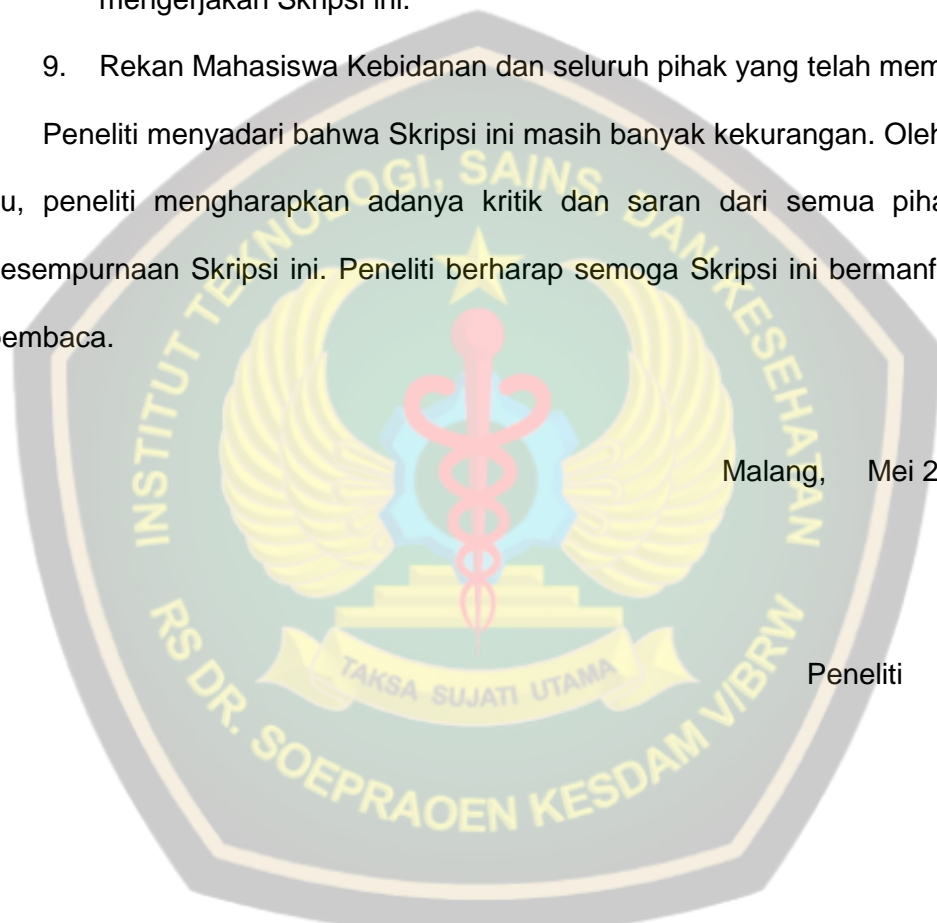 mengerjakan Skripsi ini.
9. Rekan Mahasiswa Kebidanan dan seluruh pihak yang telah mem
Peneliti menyadari bahwa Skripsi ini masih banyak kekurangan. Oleh
u, peneliti mengharapkan adanya kritik dan saran dari semua piha
esempurnaan Skripsi ini. Peneliti berharap semoga Skripsi ini bermanf
pembaca.
Malang, Mei 2
Peneliti
INSTITUT TEKNOLOGI, SAINS, DAN KESEHATAN
TAKSA SUJATI UTAMA
RS DR. SOEPRAOEN KESDAM V/BRW